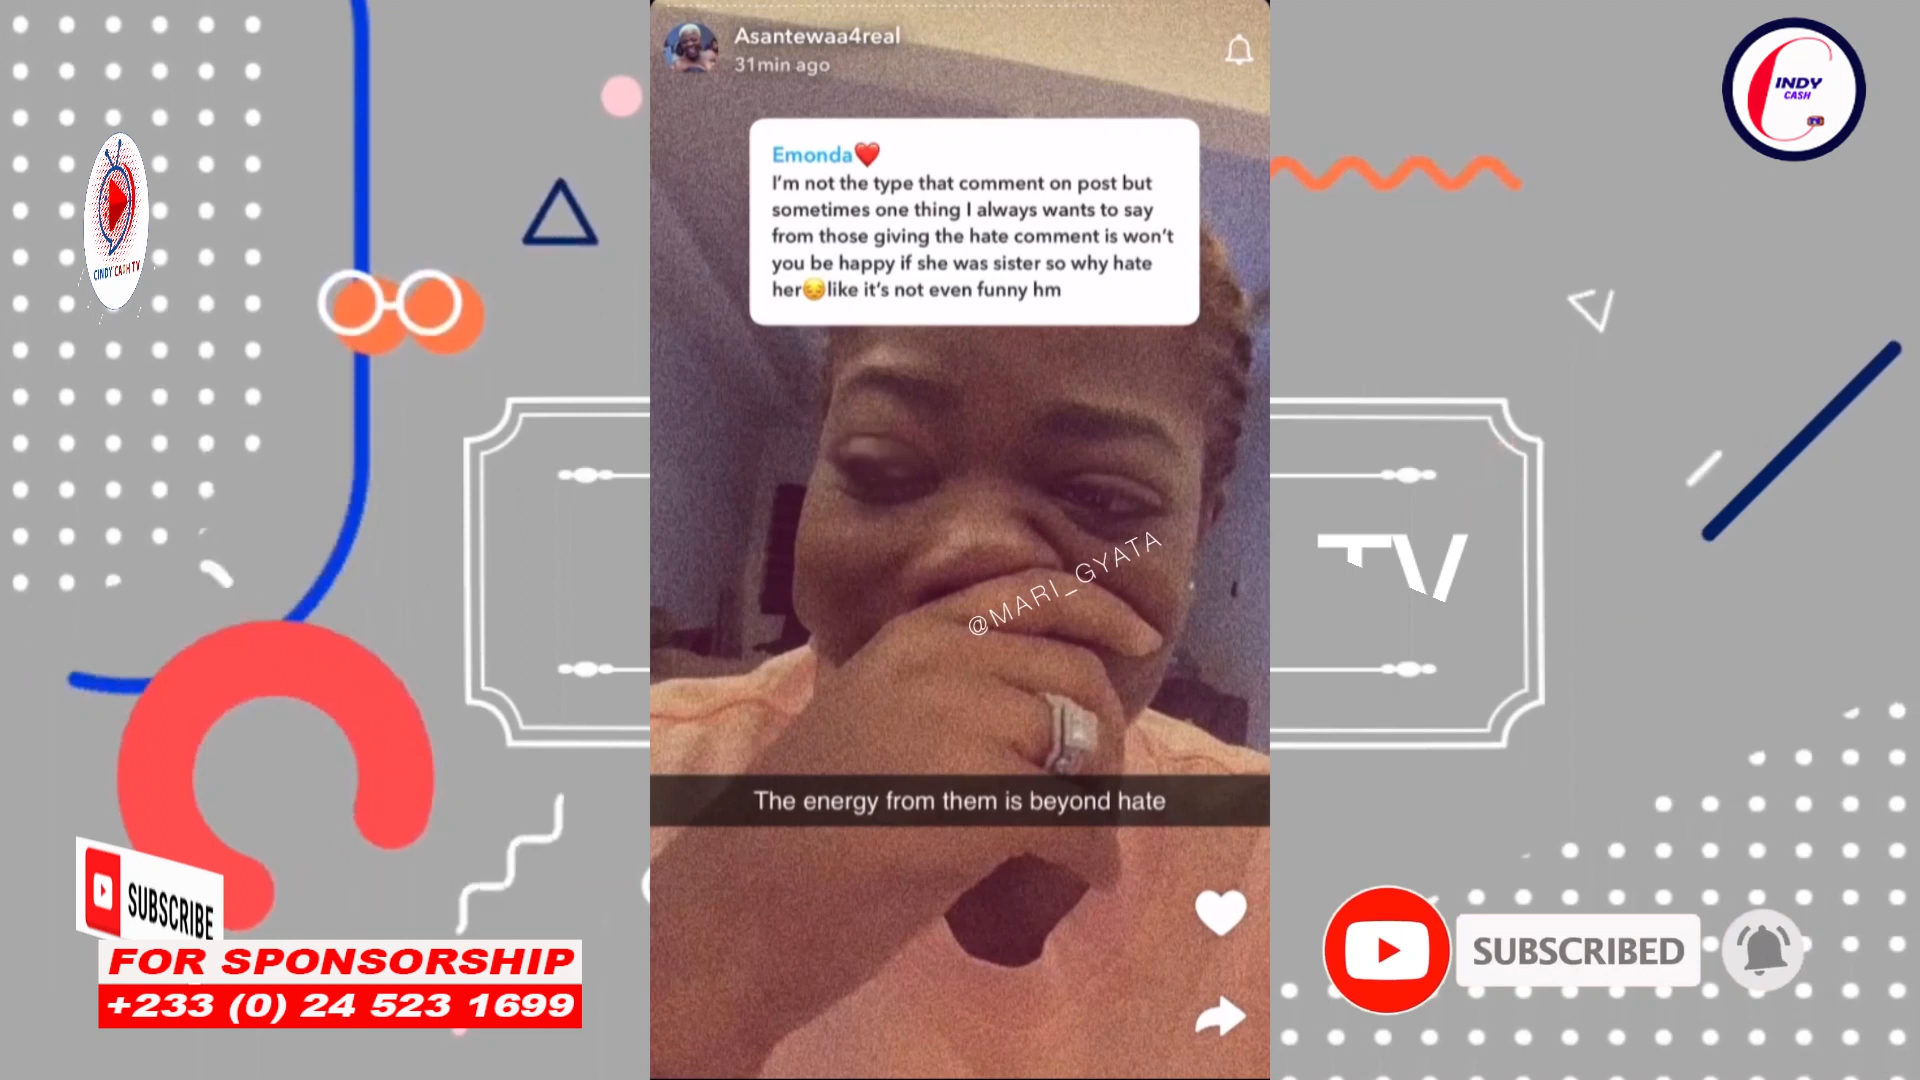 Asantewaa4real
31min ago
Emonda❤️
I'm not the type that comment on post but
sometimes one thing I always wants to say
from those giving the hate comment is won't
you be happy if she was sister so why hate
her😔like it's not even funny hm
@MARI_GYATA
The energy from them is beyond hate
INDY
CASH
CINDY CASH TV
TV
SUBSCRIBE
FOR SPONSORSHIP
+233 (0) 24 523 1699
SUBSCRIBED